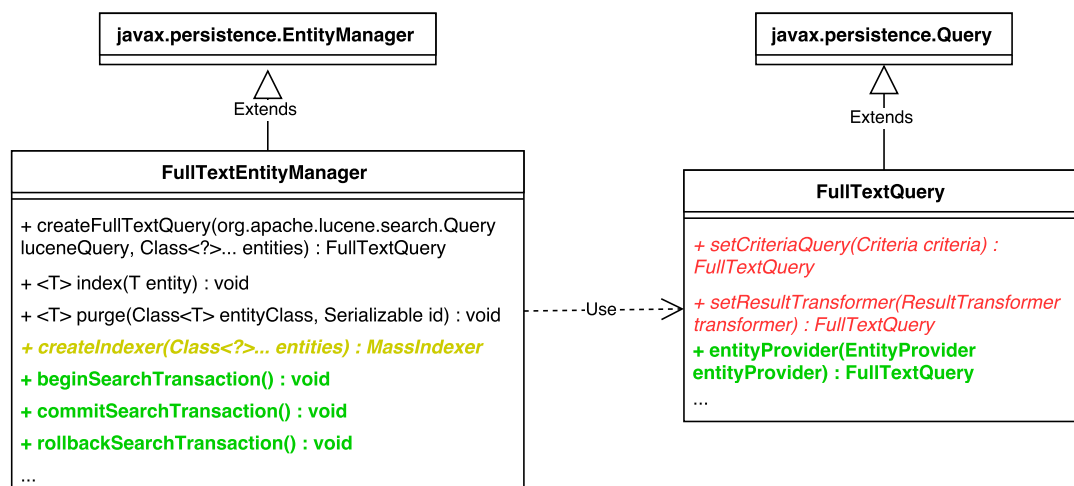 javax.persistence.EntityManager
Extends
FullTextEntityManager
+ createFullTextQuery(org.apache.lucene.search.Query
luceneQuery, Class<?>... entities) : FullTextQuery
+ <T> index(T entity) : void
+ <T> purge(Class<T> entityClass, Serializable id) : void
+ createIndexer(Class<?>... entities) : MassIndexer
+ beginSearchTransaction() : void
+ commitSearchTransaction() : void
+ rollbackSearchTransaction() : void
...
Use
javax.persistence.Query
Extends
FullTextQuery
+ setCriteriaQuery(Criteria criteria) :
FullTextQuery
+ setResultTransformer(ResultTransformer
transformer) : FullTextQuery
+ entityProvider(EntityProvider
entityProvider) : FullTextQuery
...